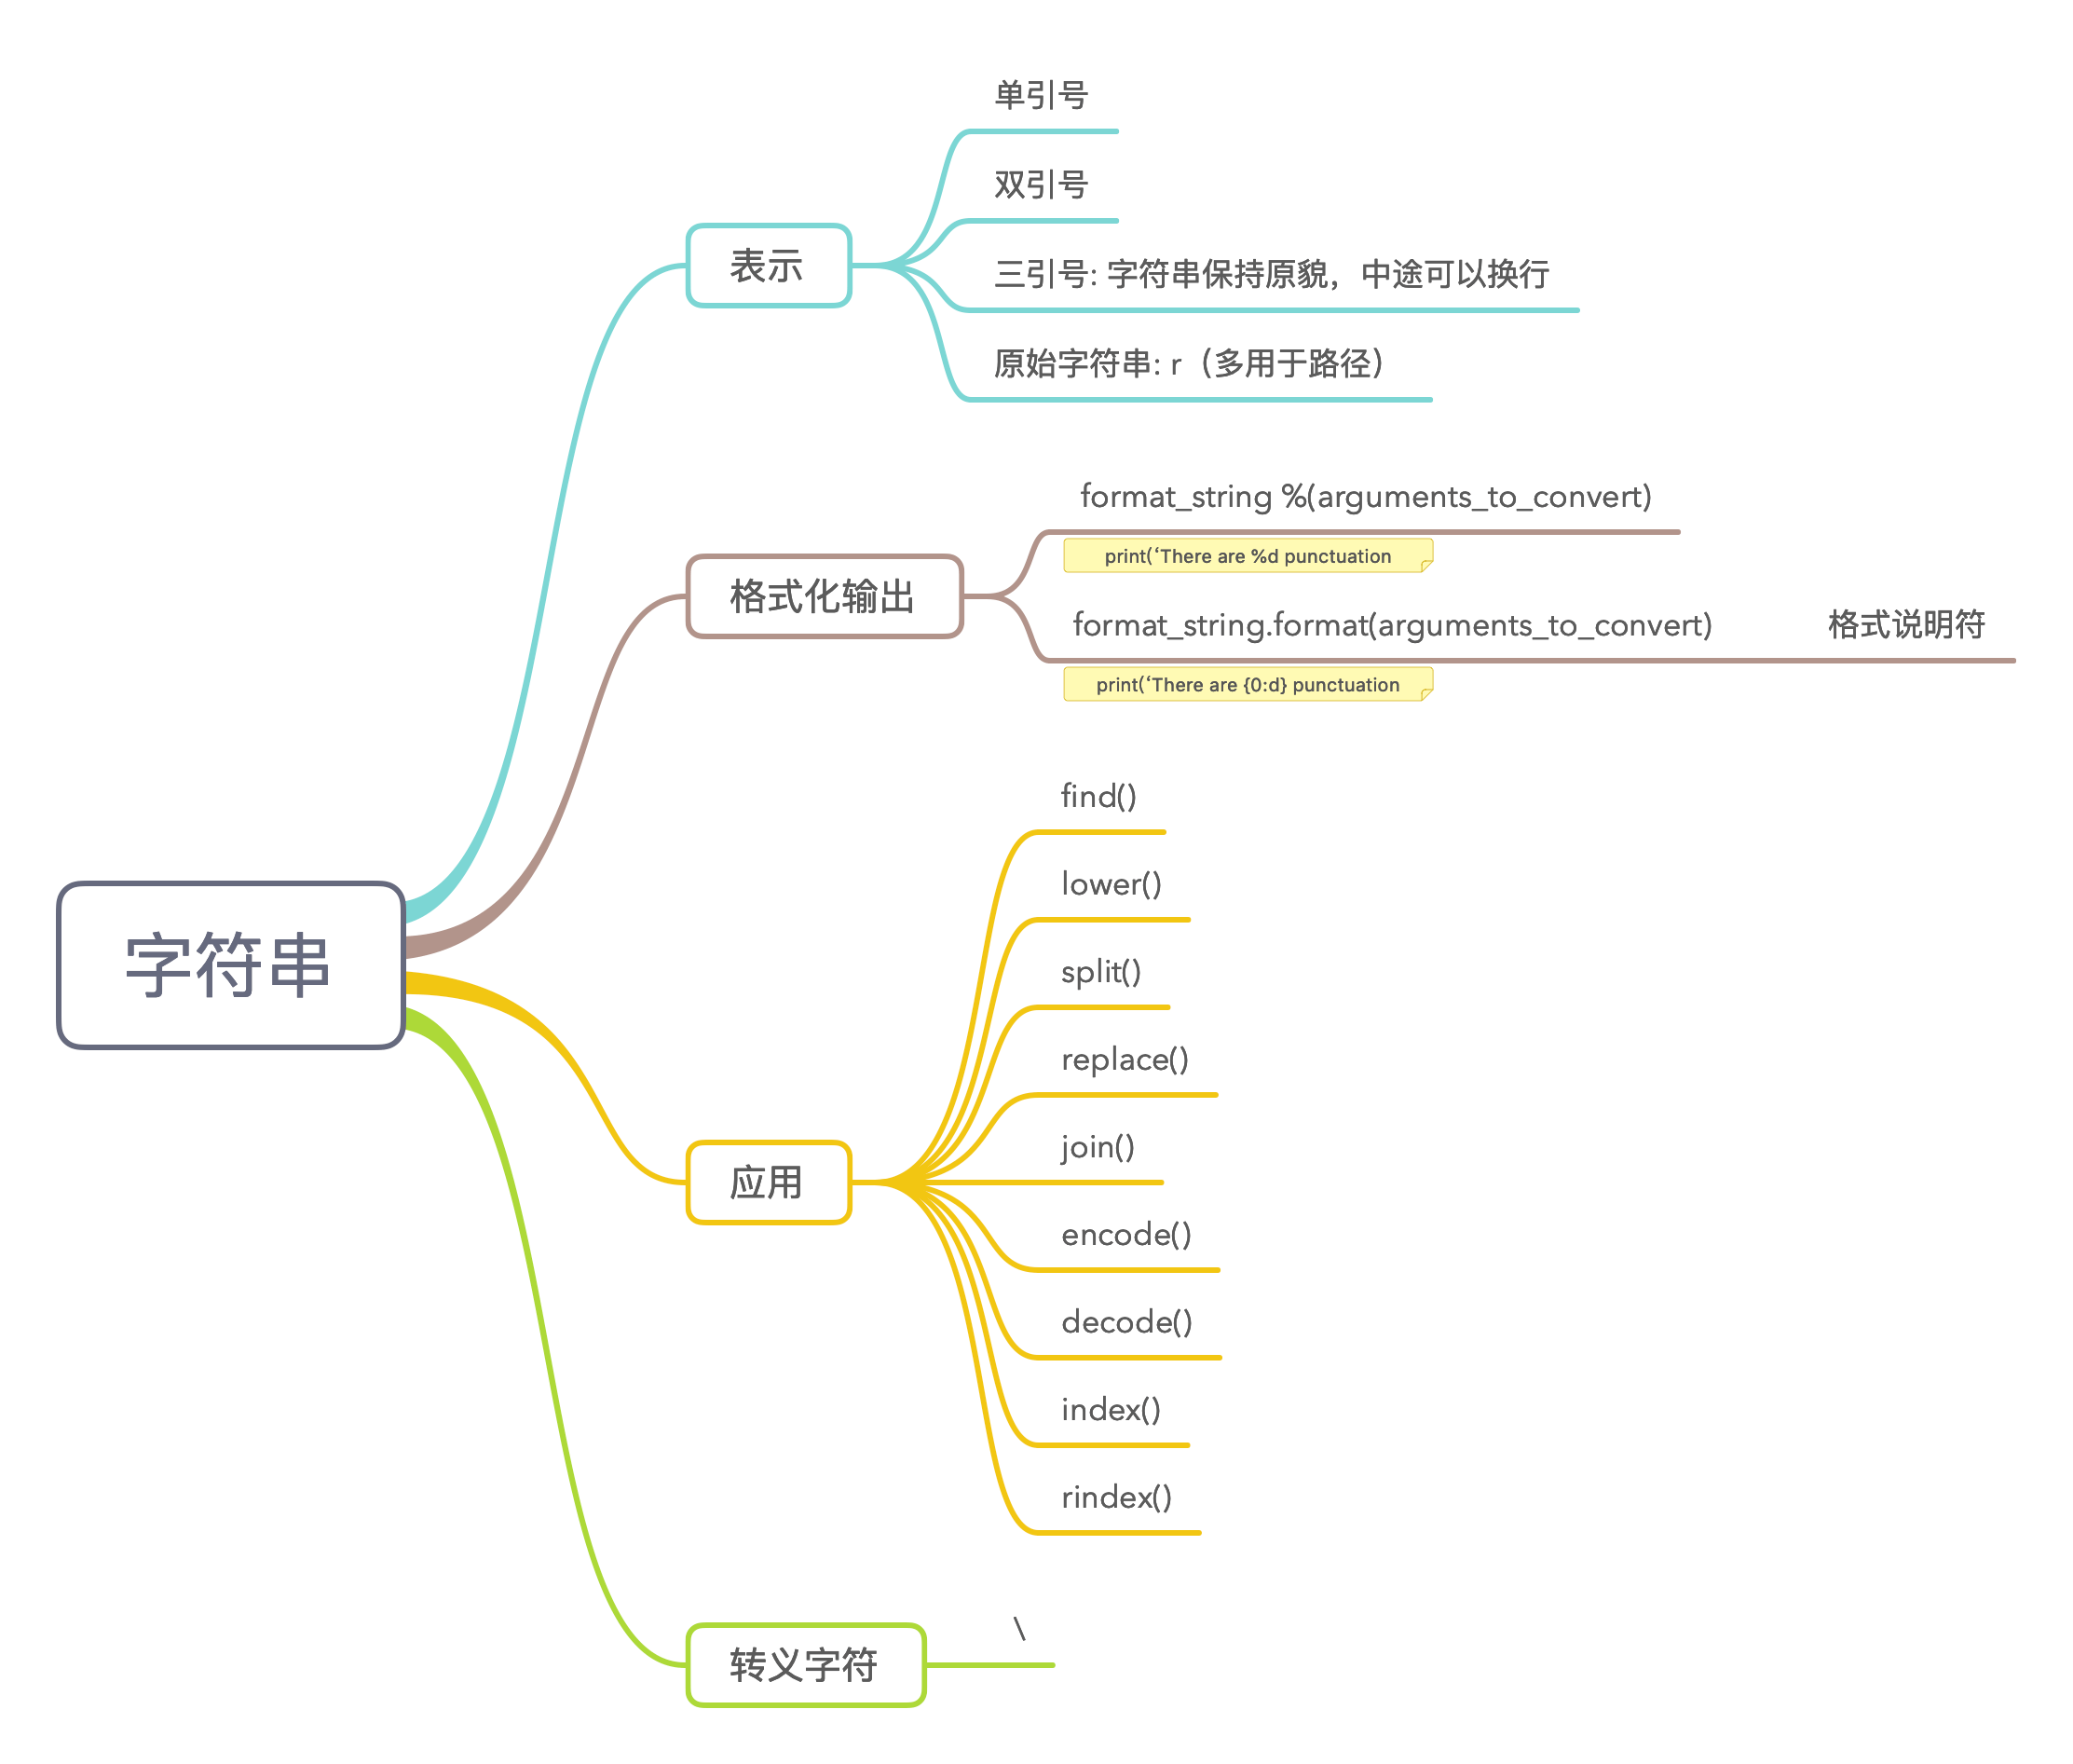 单引号
双引号
三引号: 字符串保持原貌，中途可以换行
原始字符串: r（多用于路径）
表示
format_string %(arguments_to_convert)
print(‘There are %d punctuation
格式化输出
format_string.format(arguments_to_convert)
格式说明符
print(‘There are {0:d} punctuation
字符串
find()
lower()
split()
replace()
join()
应用
encode()
decode()
index()
rindex()
转义字符
\